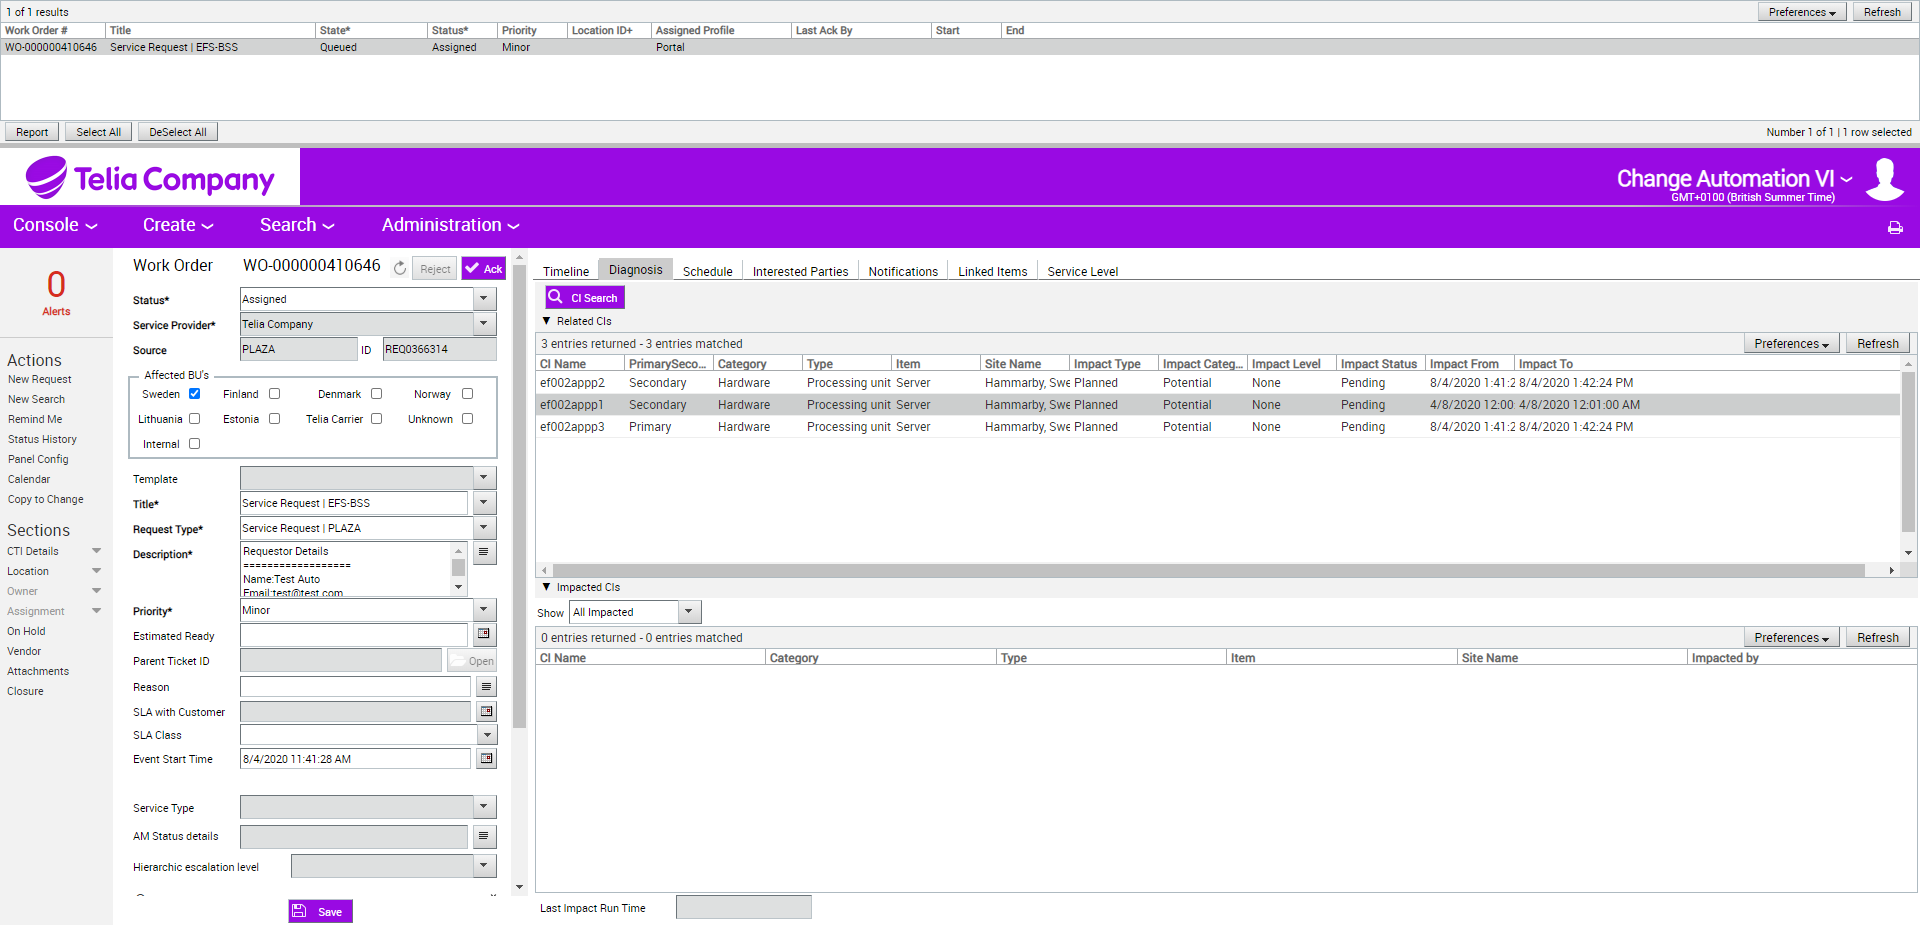 1 of 1 results
Preferences
Refresh
Work Order # Title State* Status* Priority Location ID+ Assigned Profile Last Ack By Start End
WO-000000410646 Service Request | EFS-BSS Queued Assigned Minor Portal
Report Select All DeSelect All
Number 1 of 1 | 1 row selected
Telia Company
Change Automation VI
GMT+0100 (British Summer Time)
Console Create Search Administration
0
Alerts
Actions
New Request
New Search
Remind Me
Status History
Panel Config
Calendar
Copy to Change
Sections
CTI Details
Location
Owner
Assignment
On Hold
Vendor
Attachments
Closure
Work Order WO-000000410646 Reject Ack
Status* Assigned
Service Provider* Telia Company
Source PLAZA ID REQ0366314
Affected BU's
Sweden Finland Denmark Norway
Lithuania Estonia Telia Carrier Unknown
Internal
Template
Title* Service Request | EFS-BSS
Request Type* Service Request | PLAZA
Description* Requestor Details
==================
Name:Test Auto
Email:test@test.com
Priority* Minor
Estimated Ready
Parent Ticket ID Open
Reason
SLA with Customer
SLA Class
Event Start Time 8/4/2020 11:41:28 AM
Service Type
AM Status details
Hierarchic escalation level
Save
Timeline Diagnosis Schedule Interested Parties Notifications Linked Items Service Level
CI Search
Related CIs
3 entries returned - 3 entries matched
Preferences Refresh
CI Name PrimarySeco... Category Type Item Site Name Impact Type Impact Categ... Impact Level Impact Status Impact From Impact To
ef002appp2 Secondary Hardware Processing unit Server Hammarby, Swe Planned Potential None Pending 8/4/2020 1:41:2 8/4/2020 1:42:24 PM
ef002appp1 Secondary Hardware Processing unit Server Hammarby, Swe Planned Potential None Pending 4/8/2020 12:00: 4/8/2020 12:01:00 AM
ef002appp3 Primary Hardware Processing unit Server Hammarby, Swe Planned Potential None Pending 8/4/2020 1:41:2 8/4/2020 1:42:24 PM
Impacted CIs
Show All Impacted
0 entries returned - 0 entries matched
Preferences Refresh
CI Name Category Type Item Site Name Impacted by
Last Impact Run Time